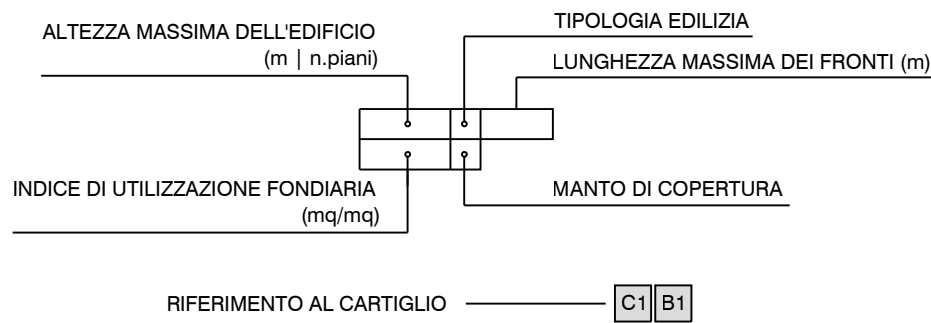 ALTEZZA MASSIMA DELL'EDIFICIO
(m | n.piani)
TIPOLOGIA EDILIZIA
LUNGHEZZA MASSIMA DEI FRONTI (m)
INDICE DI UTILIZZAZIONE FONDIARIA
(mq/mq)
MANTO DI COPERTURA
RIFERIMENTO AL CARTIGLIO C1 B1